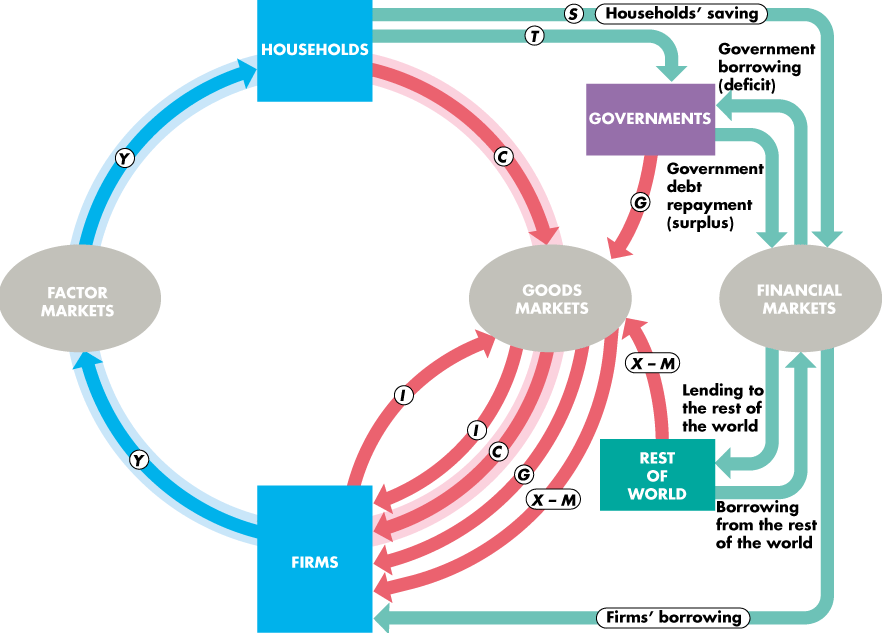 S
Households' saving
T
HOUSEHOLDS
Government
borrowing
(deficit)
GOVERNMENTS
Y
C
Government
debt
repayment
(surplus)
G
FACTOR
MARKETS
GOODS
MARKETS
FINANCIAL
MARKETS
X – M
I
Lending to
the rest of
the world
I
C
Y
G
X – M
REST
OF
WORLD
Borrowing
from the rest
of the world
FIRMS
Firms' borrowing